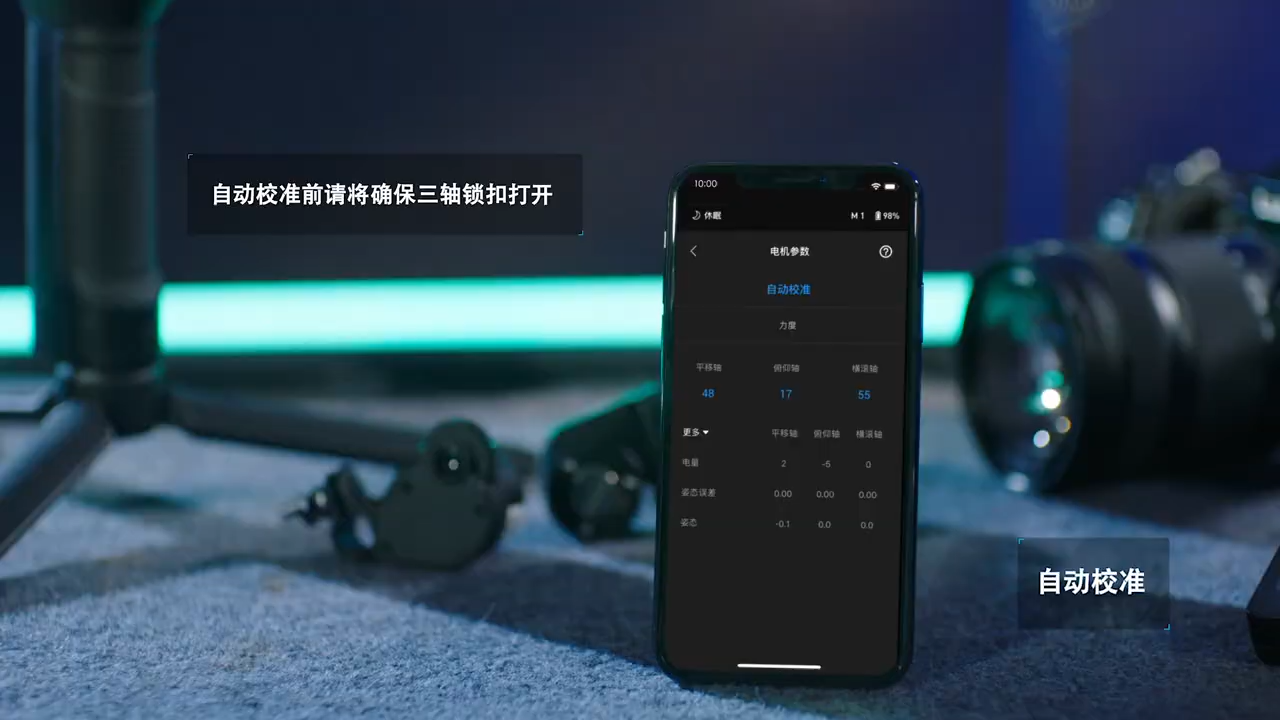 自动校准前请将确保三轴锁扣打开
10:00
休眠 M 1 98%
电机参数
自动校准
力度
平移轴 俯仰轴 横滚轴
48 17 55
更多 平移轴 俯仰轴 横滚轴
电量 2 -5 0
姿态误差 0.00 0.00 0.00
姿态 -0.1 0.0 0.0
自动校准